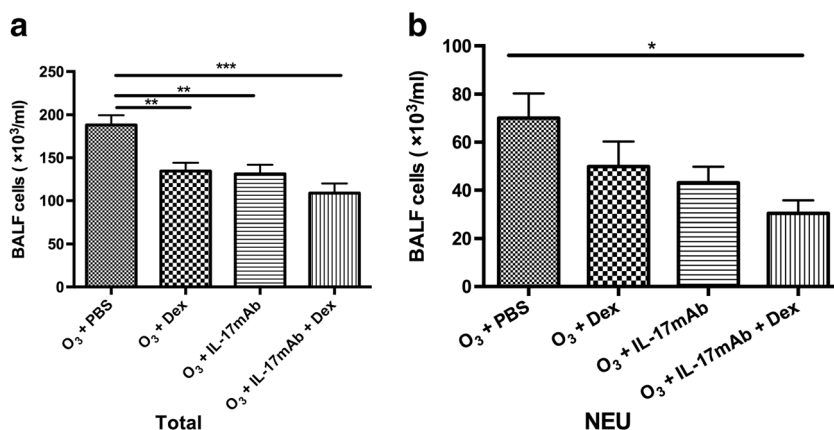 a
***
**
**
BALF cells ( ×10³/ml)
250
200
150
100
50
0
O₃ + PBS
O₃ + Dex
O₃ + IL-17mAb
O₃ + IL-17mAb + Dex
Total
b
*
BALF cells ( ×10³/ml)
100
80
60
40
20
0
O₃ + PBS
O₃ + Dex
O₃ + IL-17mAb
O₃ + IL-17mAb + Dex
NEU